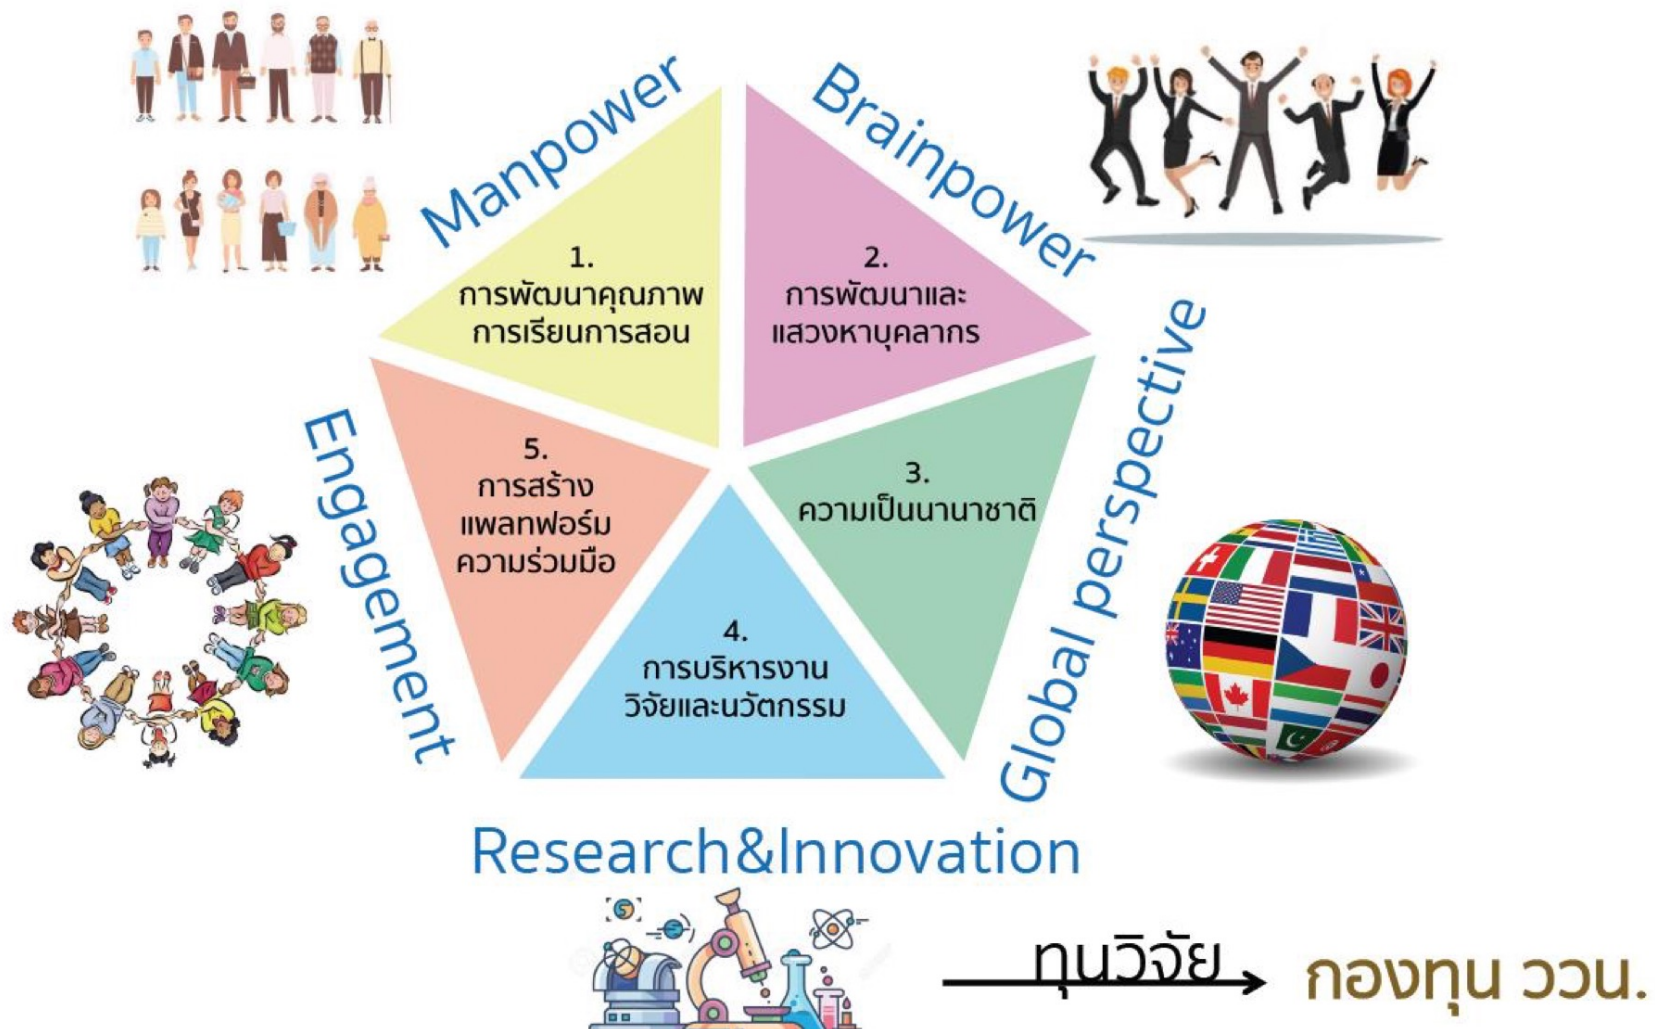 Manpower
1.
การพัฒนาคุณภาพ
การเรียนการสอน
Brainpower
2.
การพัฒนาและ
แสวงหาบุคลากร
Global perspective
3.
ความเป็นนานาชาติ
Research&Innovation
4.
การบริหารงาน
วิจัยและนวัตกรรม
Engagement
5.
การสร้าง
แพลทฟอร์ม
ความร่วมมือ
ทุนวิจัย
กองทุน ววน.